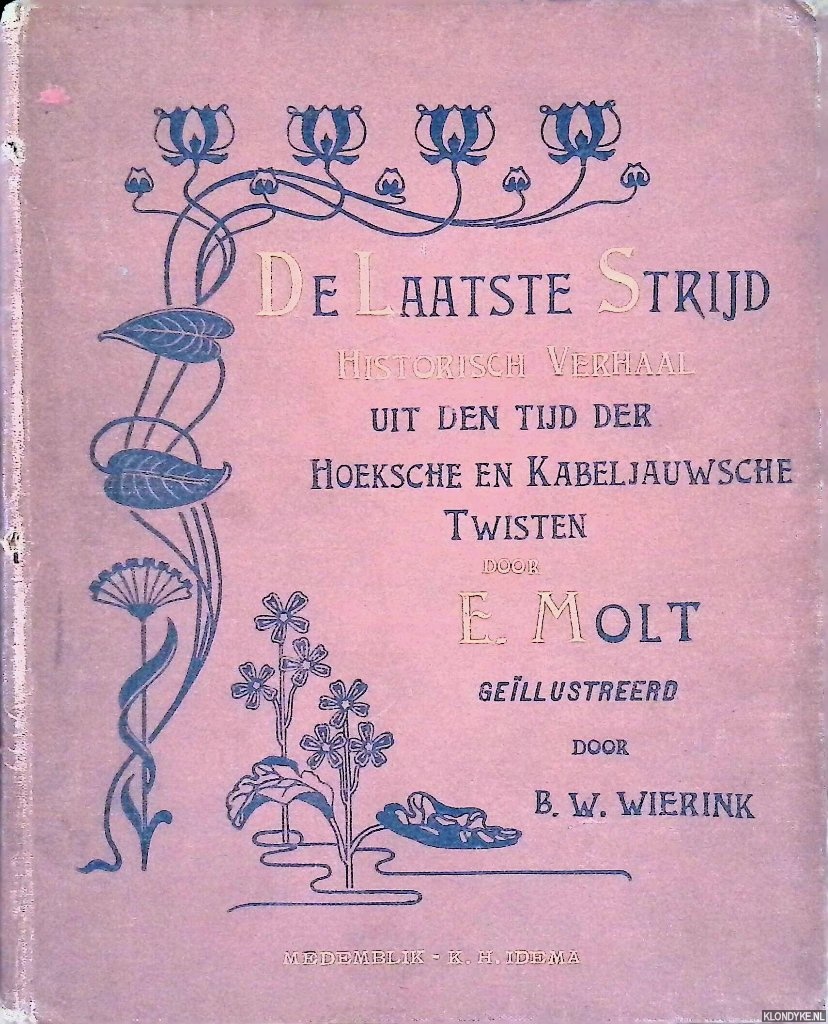 DE LAATSTE STRIJD
HISTORISCH VERHAAL
UIT DEN TIJD DER
HOEKSCHE EN KABELJAUWSCHE
TWISTEN
DOOR
E. MOLT
GEÏLLUSTREERD
DOOR
B. W. WIERINK
MEDEMBLIK - K. H. IDEMA
KLONDYKE.NL